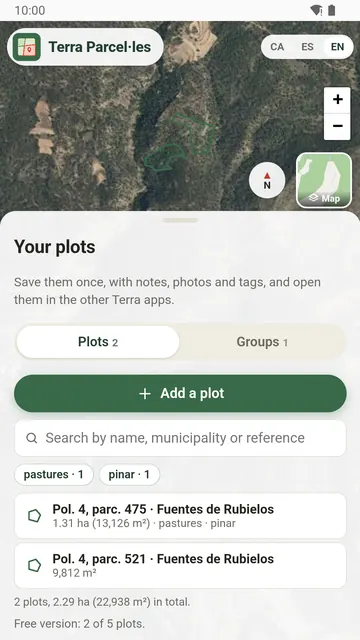 10:00
Terra Parcel·les
CA ES EN
+
−
N
Map
Your plots
Save them once, with notes, photos and tags, and open
them in the other Terra apps.
Plots 2
Groups 1
+ Add a plot
Search by name, municipality or reference
pastures · 1
pinar · 1
Pol. 4, parc. 475 · Fuentes de Rubielos
1.31 ha (13,126 m²) · pastures · pinar
Pol. 4, parc. 521 · Fuentes de Rubielos
9,812 m²
2 plots, 2.29 ha (22,938 m²) in total.
Free version: 2 of 5 plots.